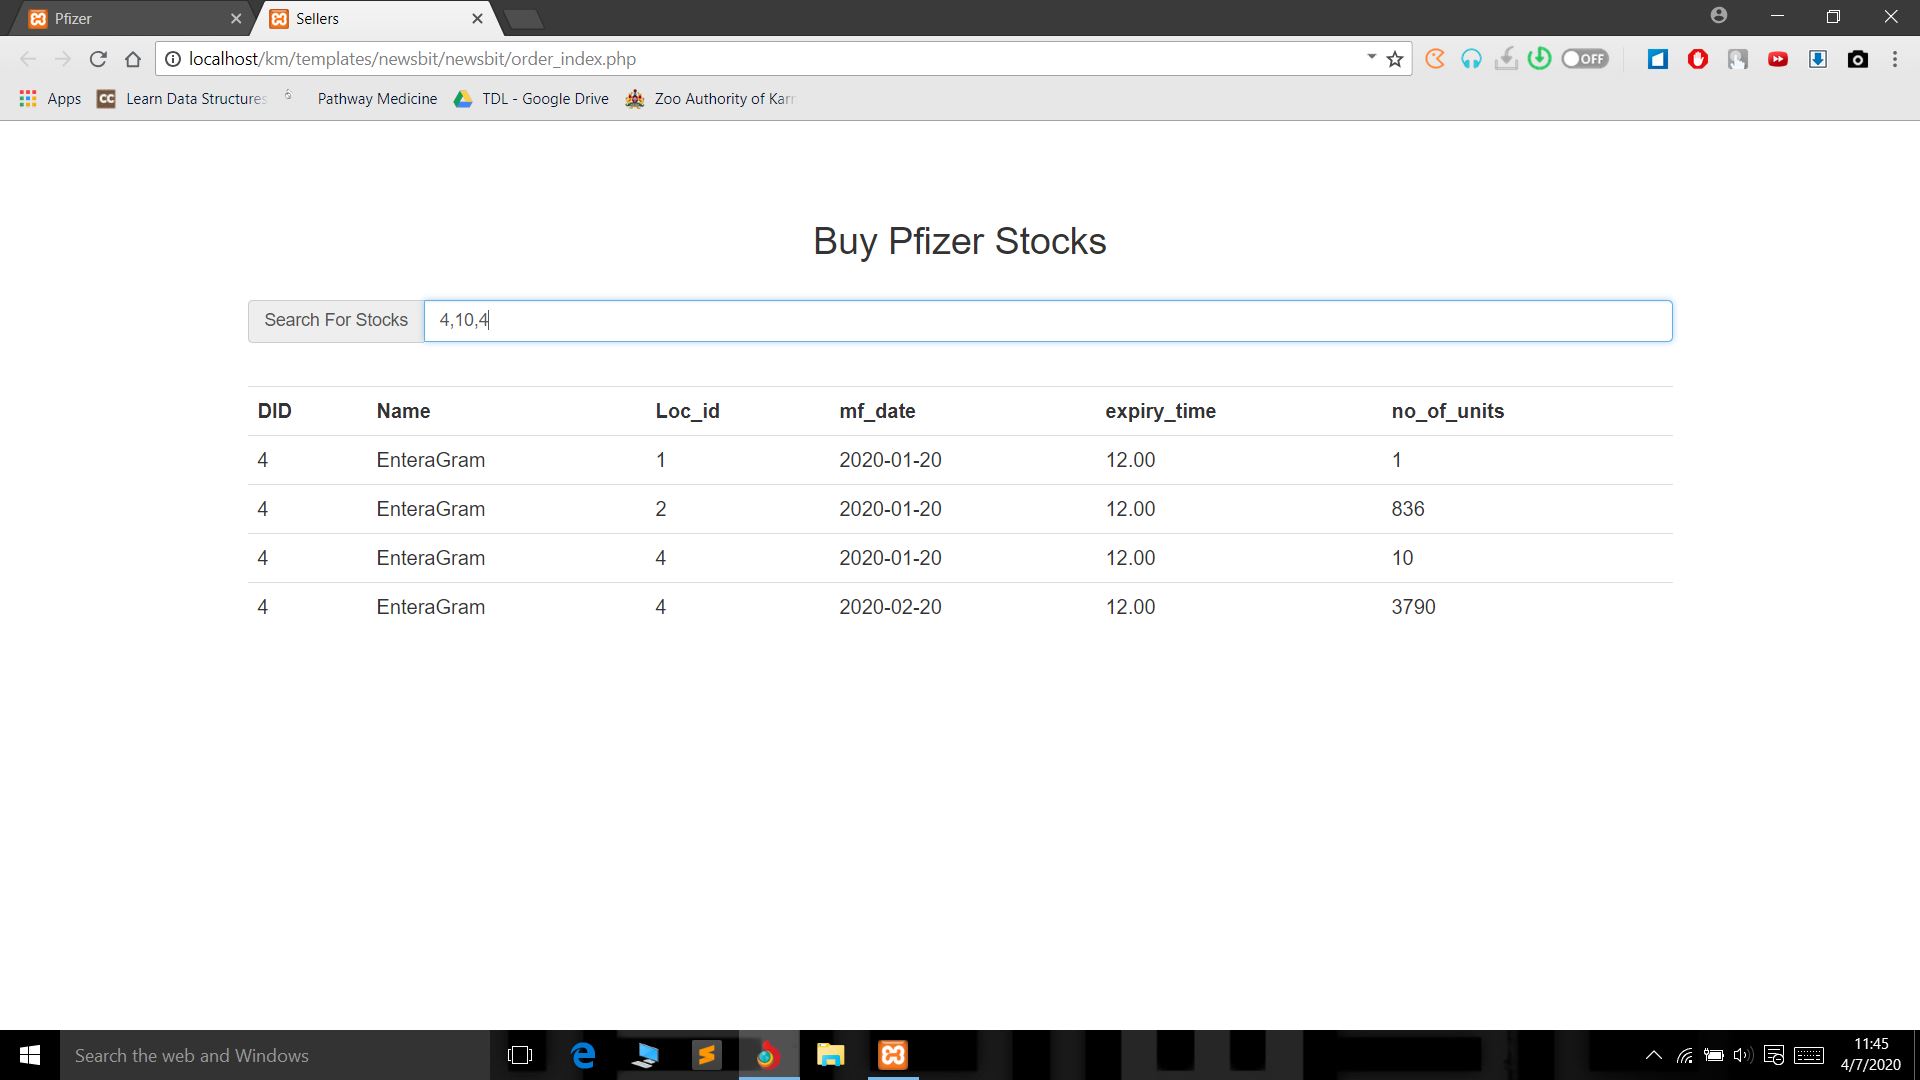 Pfizer
Sellers
localhost/km/templates/newsbit/newsbit/order_index.php
OFF
Apps
CC Learn Data Structures
Pathway Medicine
TDL - Google Drive
Zoo Authority of Karn
Buy Pfizer Stocks
Search For Stocks 4,10,4
DID Name Loc_id mf_date expiry_time no_of_units
4 EnteraGram 1 2020-01-20 12.00 1
4 EnteraGram 2 2020-01-20 12.00 836
4 EnteraGram 4 2020-01-20 12.00 10
4 EnteraGram 4 2020-02-20 12.00 3790
Search the web and Windows
11:45
4/7/2020